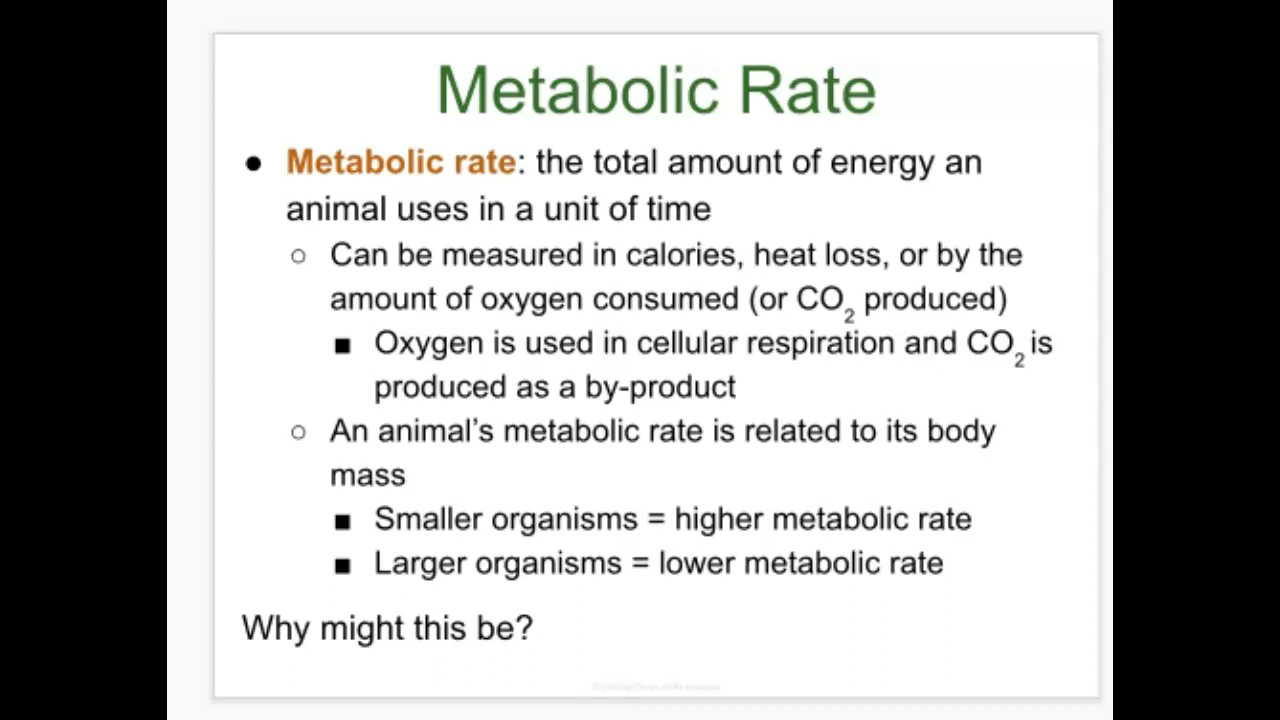 Metabolic Rate
● Metabolic rate: the total amount of energy an
animal uses in a unit of time
○ Can be measured in calories, heat loss, or by the
amount of oxygen consumed (or CO₂ produced)
■ Oxygen is used in cellular respiration and CO₂ is
produced as a by-product
○ An animal’s metabolic rate is related to its body
mass
■ Smaller organisms = higher metabolic rate
■ Larger organisms = lower metabolic rate
Why might this be?